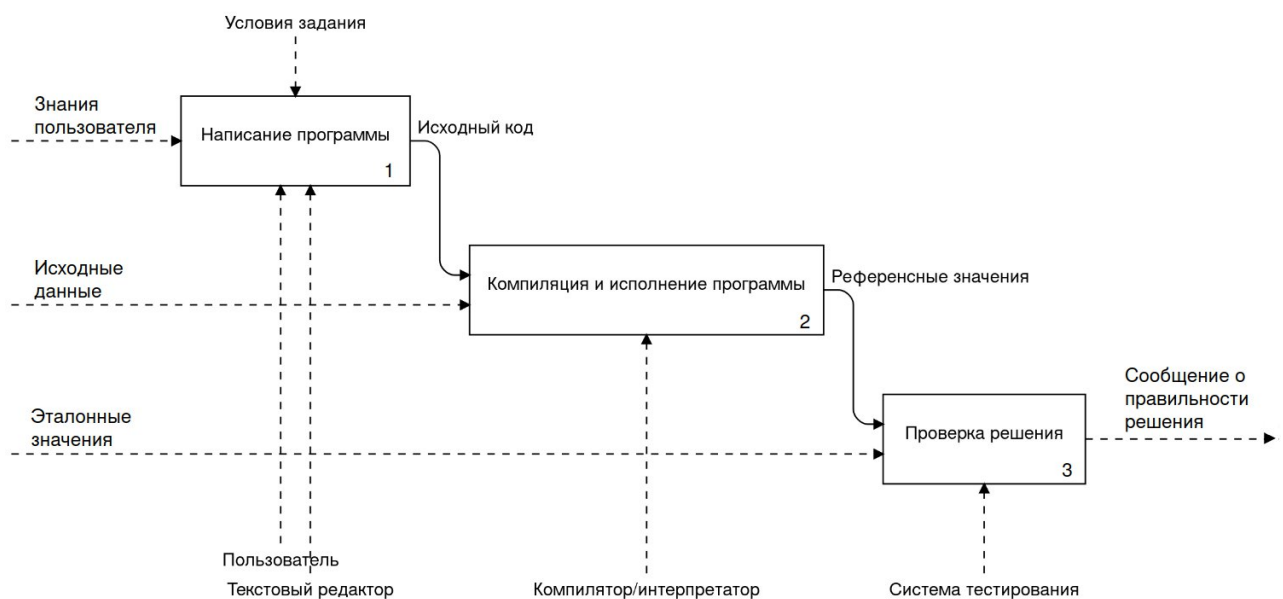 Условия задания
Знания
пользователя
Написание программы
1
Исходный код
Исходные
данные
Компиляция и исполнение программы
2
Референсные значения
Эталонные
значения
Проверка решения
3
Сообщение о
правильности
решения
Пользователь
Текстовый редактор
Компилятор/интерпретатор
Система тестирования